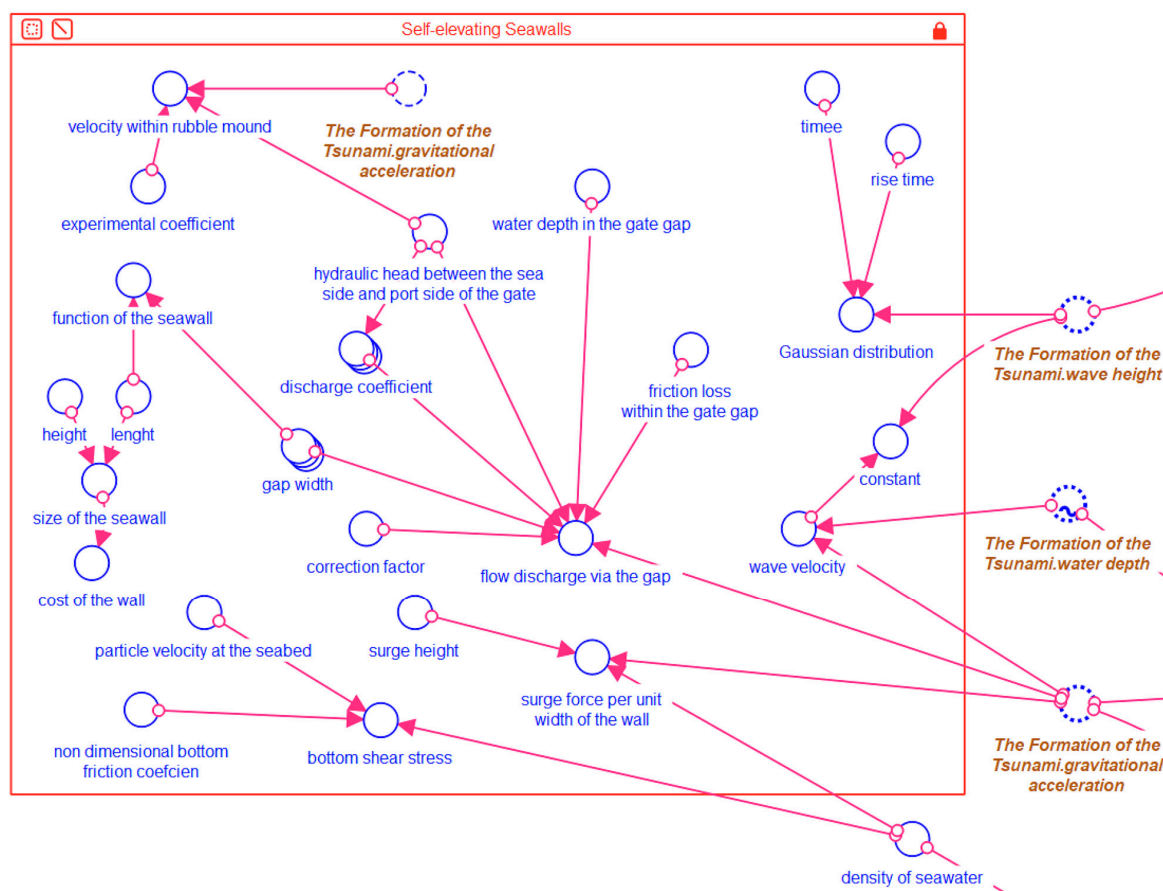 Self-elevating Seawalls
velocity within rubble mound
The Formation of the
Tsunami.gravitational
acceleration
timee
rise time
experimental coefficient
water depth in the gate gap
hydraulic head between the sea
side and port side of the gate
function of the seawall
Gaussian distribution
The Formation of the
Tsunami.wave height
discharge coefficient
friction loss
within the gate gap
height
lenght
gap width
constant
size of the seawall
The Formation of the
Tsunami.water depth
correction factor
flow discharge via the gap
wave velocity
cost of the wall
particle velocity at the seabed
surge height
surge force per unit
width of the wall
non dimensional bottom
friction coefcien
bottom shear stress
The Formation of the
Tsunami.gravitational
acceleration
density of seawater